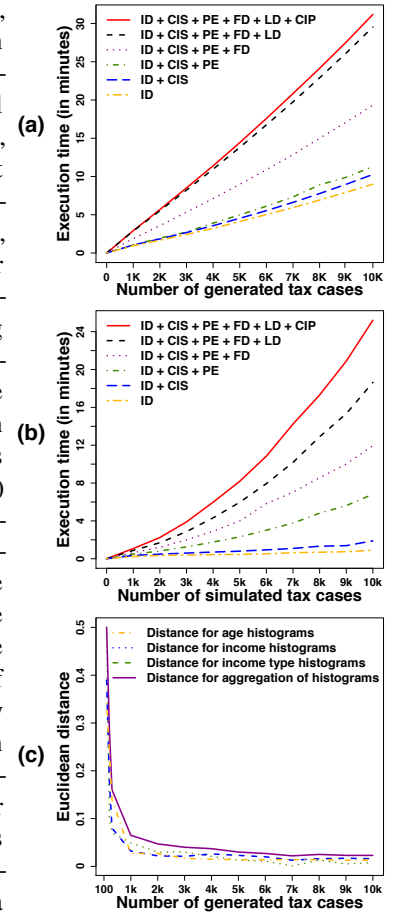 (a)
Execution time (in minutes)
30
25
20
15
10
5
0
ID + CIS + PE + FD + LD + CIP
ID + CIS + PE + FD + LD
ID + CIS + PE + FD
ID + CIS + PE
ID + CIS
ID
0 1K 2K 3K 4K 5K 6K 7K 8K 9K 10K
Number of generated tax cases
(b)
Execution time (in minutes)
24
20
16
12
8
4
0
ID + CIS + PE + FD + LD + CIP
ID + CIS + PE + FD + LD
ID + CIS + PE + FD
ID + CIS + PE
ID + CIS
ID
0 1k 2k 3k 4k 5k 6k 7k 8k 9k 10k
Number of simulated tax cases
(c)
Euclidean distance
0.5
0.4
0.3
0.2
0.1
0
Distance for age histograms
Distance for income histograms
Distance for income type histograms
Distance for aggregation of histograms
100 1k 2k 3k 4k 5k 6k 7k 8k 9k 10k
Number of generated tax cases